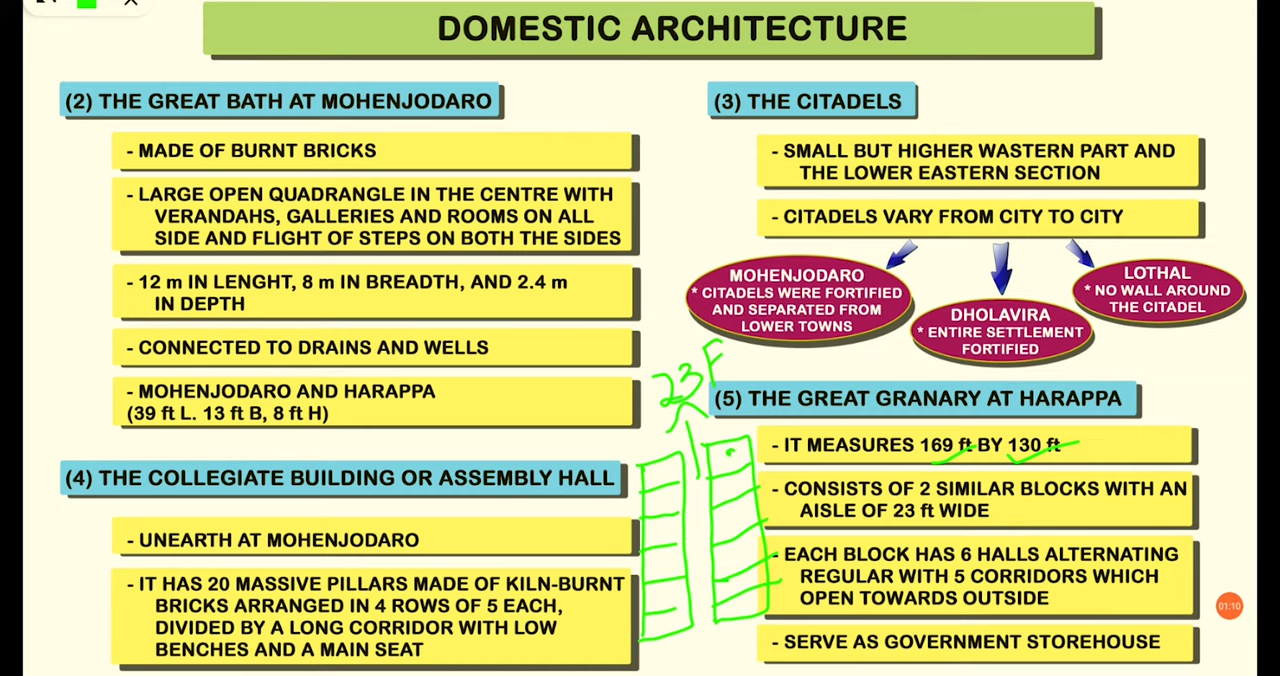 DOMESTIC ARCHITECTURE
(2) THE GREAT BATH AT MOHENJODARO
- MADE OF BURNT BRICKS
- LARGE OPEN QUADRANGLE IN THE CENTRE WITH
VERANDAHS, GALLERIES AND ROOMS ON ALL
SIDE AND FLIGHT OF STEPS ON BOTH THE SIDES
- 12 m IN LENGHT, 8 m IN BREADTH, AND 2.4 m
IN DEPTH
- CONNECTED TO DRAINS AND WELLS
- MOHENJODARO AND HARAPPA
(39 ft L. 13 ft B, 8 ft H)
(3) THE CITADELS
- SMALL BUT HIGHER WASTERN PART AND
THE LOWER EASTERN SECTION
- CITADELS VARY FROM CITY TO CITY
MOHENJODARO
* CITADELS WERE FORTIFIED
AND SEPARATED FROM
LOWER TOWNS
DHOLAVIRA
* ENTIRE SETTLEMENT
FORTIFIED
LOTHAL
* NO WALL AROUND
THE CITADEL
(4) THE COLLEGIATE BUILDING OR ASSEMBLY HALL
- UNEARTH AT MOHENJODARO
- IT HAS 20 MASSIVE PILLARS MADE OF KILN-BURNT
BRICKS ARRANGED IN 4 ROWS OF 5 EACH,
DIVIDED BY A LONG CORRIDOR WITH LOW
BENCHES AND A MAIN SEAT
23 F
(5) THE GREAT GRANARY AT HARAPPA
- IT MEASURES 169 ft BY 130 ft
- CONSISTS OF 2 SIMILAR BLOCKS WITH AN
AISLE OF 23 ft WIDE
- EACH BLOCK HAS 6 HALLS ALTERNATING
REGULAR WITH 5 CORRIDORS WHICH
OPEN TOWARDS OUTSIDE
- SERVE AS GOVERNMENT STOREHOUSE
01:10